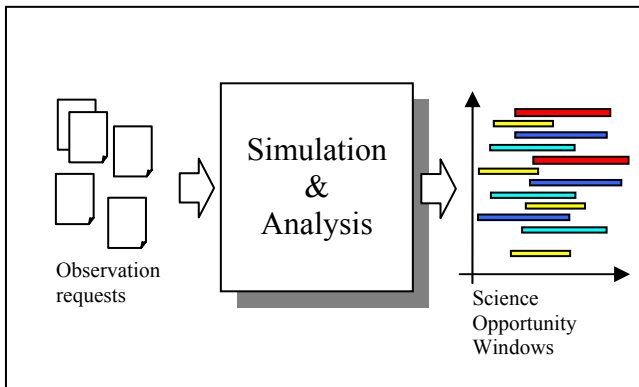 Observation
requests
Simulation
&
Analysis
Science
Opportunity
Windows